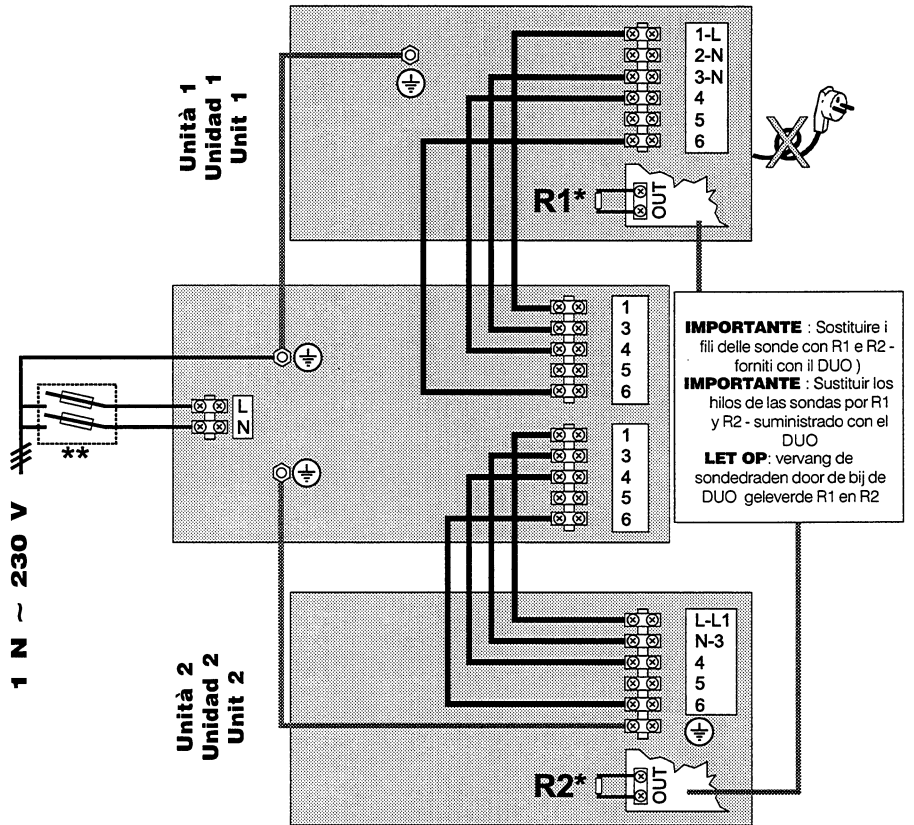 Unità 1
Unidad 1
Unit 1
1-L
2-N
3-N
4
5
6
R1*
OUT
1
3
4
5
6
L
N
**
1 N ~ 230 V
1
3
4
5
6
IMPORTANTE : Sostituire i
fili delle sonde con R1 e R2 -
forniti con il DUO )
IMPORTANTE : Sustituir los
hilos de las sondas por R1
y R2 - suministrado con el
DUO
LET OP: vervang de
sondedraden door de bij de
DUO geleverde R1 en R2
Unità 2
Unidad 2
Unit 2
L-L1
N-3
4
5
6
R2*
OUT